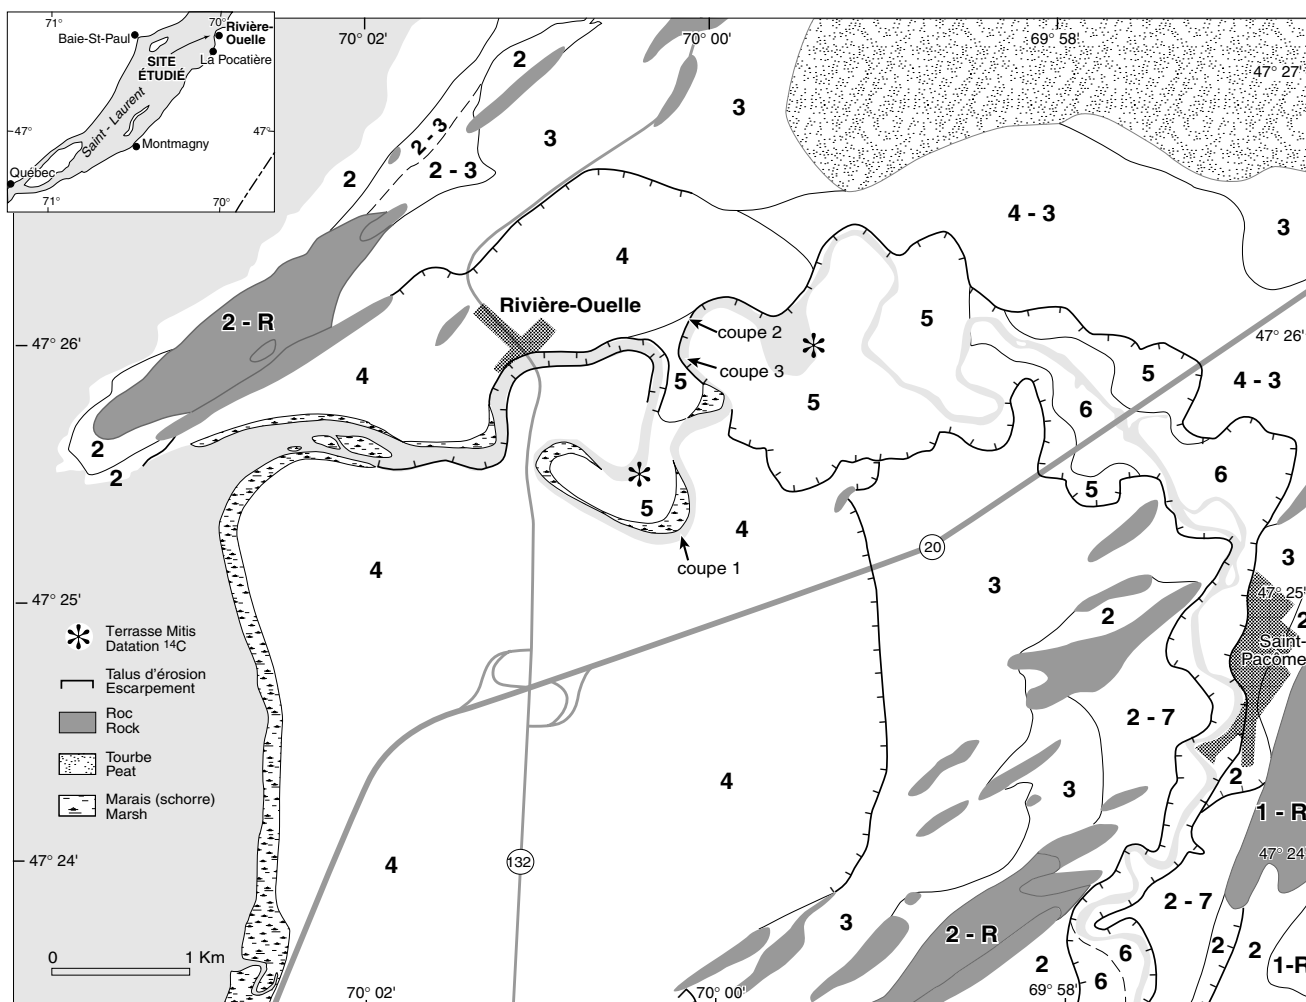 71°
70°
Baie-St-Paul
Rivière-
Ouelle
SITE
ÉTUDIÉ
La Pocatière
Saint - Laurent
47°
47°
Montmagny
Québec
71°
70°
70° 02'
70° 00'
69° 58'
47° 27'
2
3
3
2 - 3
2 - 3
2
4 - 3
3
4
2 - R
Rivière-Ouelle
5
coupe 2
47° 26'
47° 26'
coupe 3
4
5
5
5
4 - 3
6
2
2
6
5
5
4
4
20
coupe 1
3
3
47° 25'
47° 25'
2
2
Terrasse Mitis
Datation ¹⁴C
Saint-
Pacôme
Talus d'érosion
Escarpement
Roc
Rock
2 - 7
Tourbe
Peat
2
4
3
Marais (schorre)
Marsh
1 - R
47° 24'
47° 24'
4
132
2 - 7
3
2 - R
2
2
6
2
1-R
6
0
1 Km
70° 02'
70° 00'
69° 58'